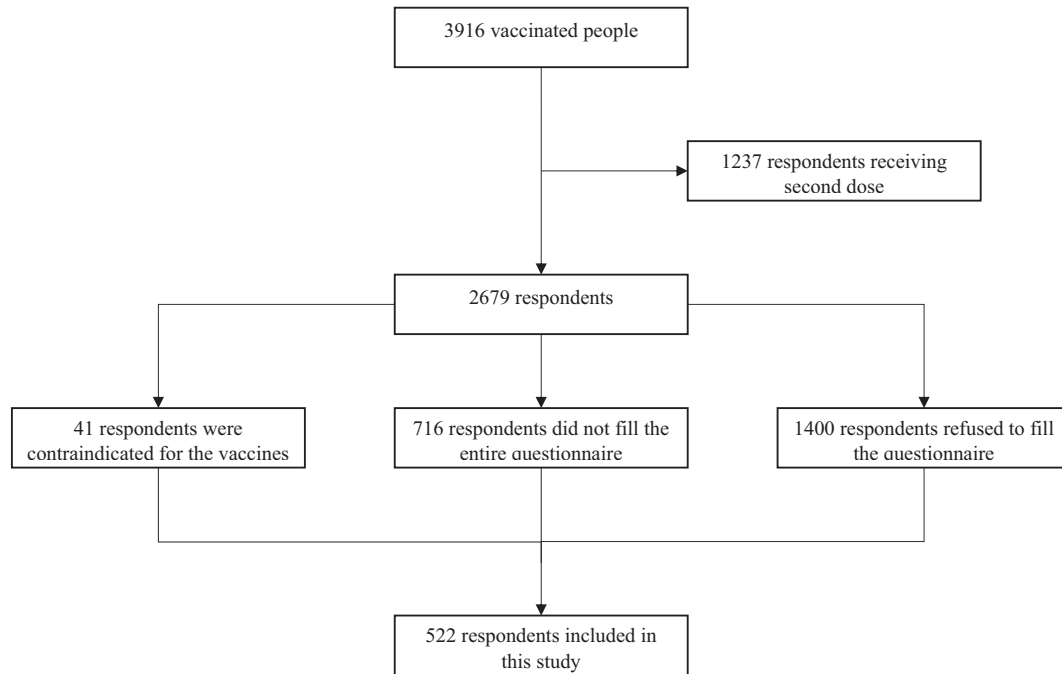 3916 vaccinated people
1237 respondents receiving
second dose
2679 respondents
41 respondents were
contraindicated for the vaccines
716 respondents did not fill the
entire questionnaire
1400 respondents refused to fill
the questionnaire
522 respondents included in
this study